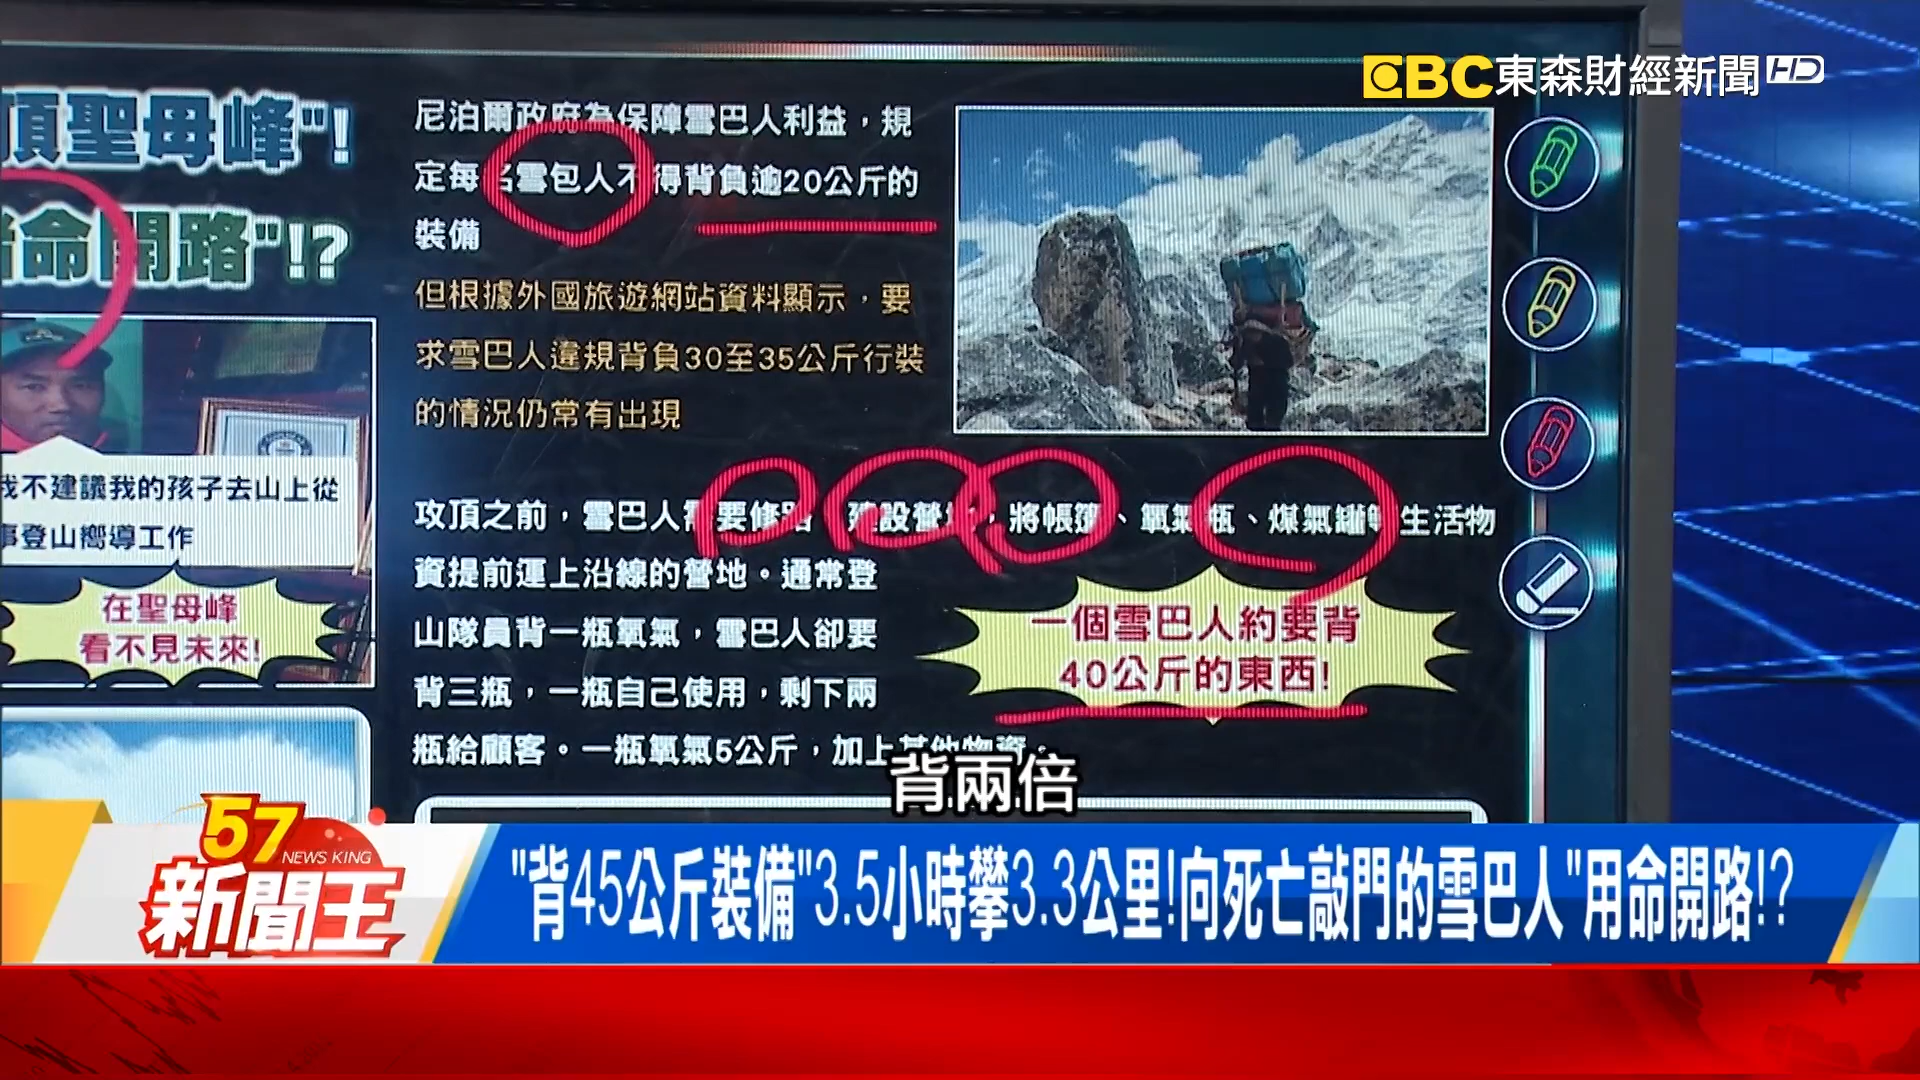 EBC東森財經新聞HD
頂聖母峰"!
命開路"!?
尼泊爾政府為保障雪巴人利益，規
定每名雪包人不得背負逾20公斤的
裝備
但根據外國旅遊網站資料顯示，要
求雪巴人違規背負30至35公斤行裝
的情況仍常有出現
我不建議我的孩子去山上從
事登山嚮導工作
在聖母峰
看不見未來!
攻頂之前，雪巴人需要修路 建設營地，將帳篷、氧氣瓶、煤氣罐等生活物
資提前運上沿線的營地。通常登
山隊員背一瓶氧氣，雪巴人卻要
背三瓶，一瓶自己使用，剩下兩
瓶給顧客。一瓶氧氣5公斤，加上其他物資，
一個雪巴人約要背
40公斤的東西!
背兩倍
57
NEWS KING
新聞王
"背45公斤裝備"3.5小時攀3.3公里!向死亡敲門的雪巴人"用命開路!?